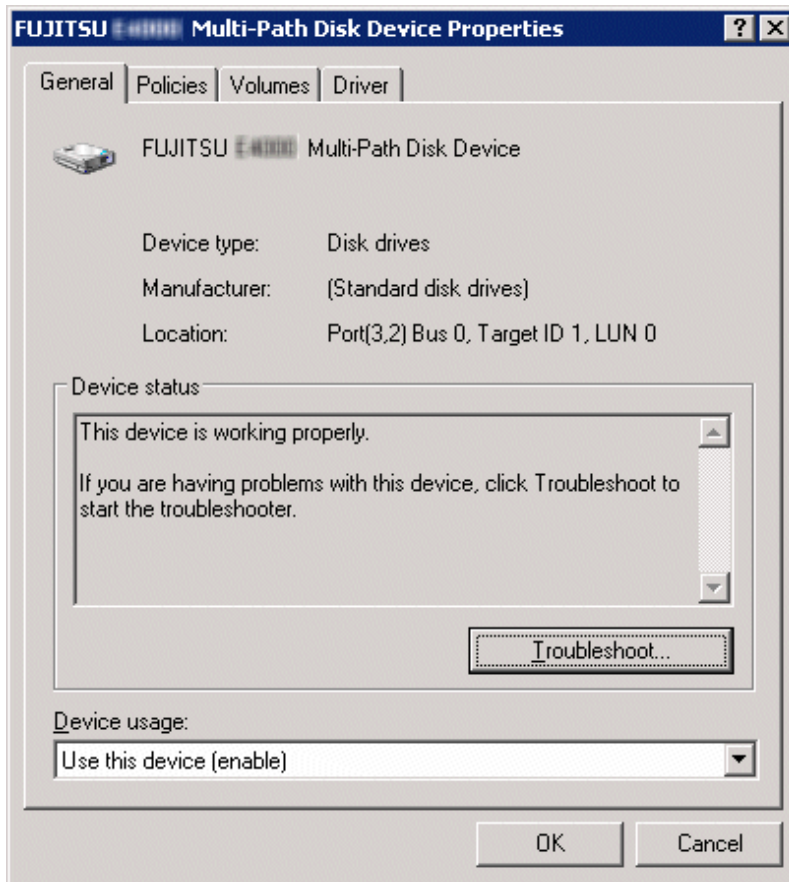 FUJITSU Multi-Path Disk Device Properties
General Policies Volumes Driver
FUJITSU Multi-Path Disk Device
Device type: Disk drives
Manufacturer: (Standard disk drives)
Location: Port(3,2) Bus 0, Target ID 1, LUN 0
Device status
This device is working properly.
If you are having problems with this device, click Troubleshoot to
start the troubleshooter.
Troubleshoot...
Device usage:
Use this device (enable)
OK Cancel